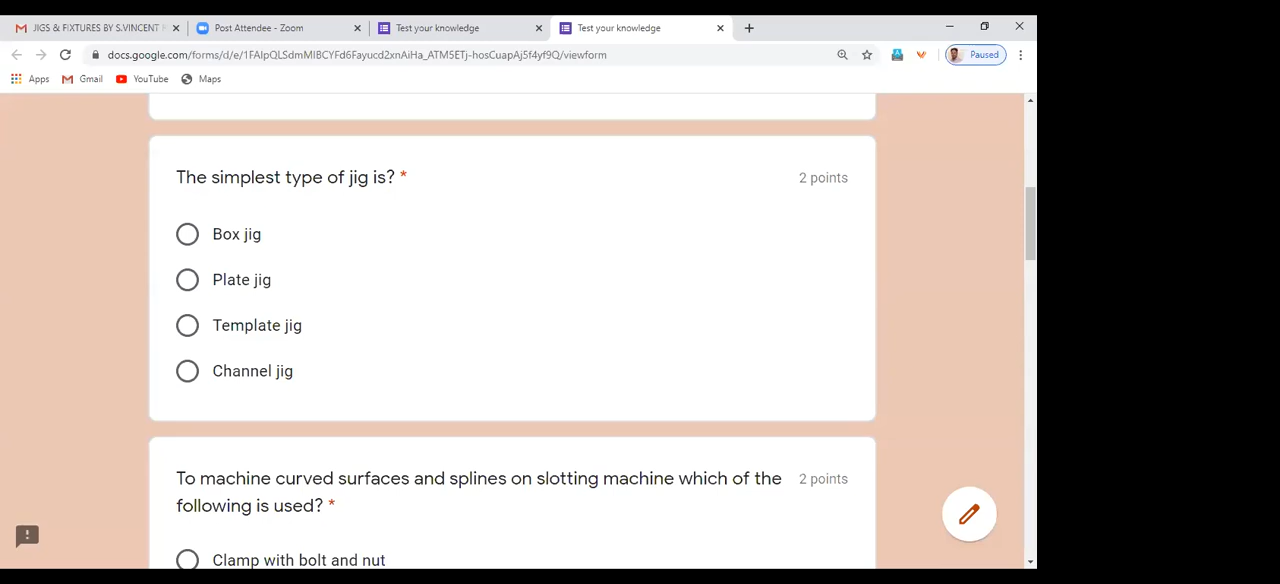 JIGS & FIXTURES BY S.VINCENT
Post Attendee - Zoom
Test your knowledge
Test your knowledge
docs.google.com/forms/d/e/1FAIpQLSdmMIBCYFd6Fayucd2xnAiHa_ATM5ETj-hosCuapAj5f4yf9Q/viewform
Paused
Apps
Gmail
YouTube
Maps
The simplest type of jig is? *
2 points
Box jig
Plate jig
Template jig
Channel jig
To machine curved surfaces and splines on slotting machine which of the
2 points
following is used? *
Clamp with bolt and nut